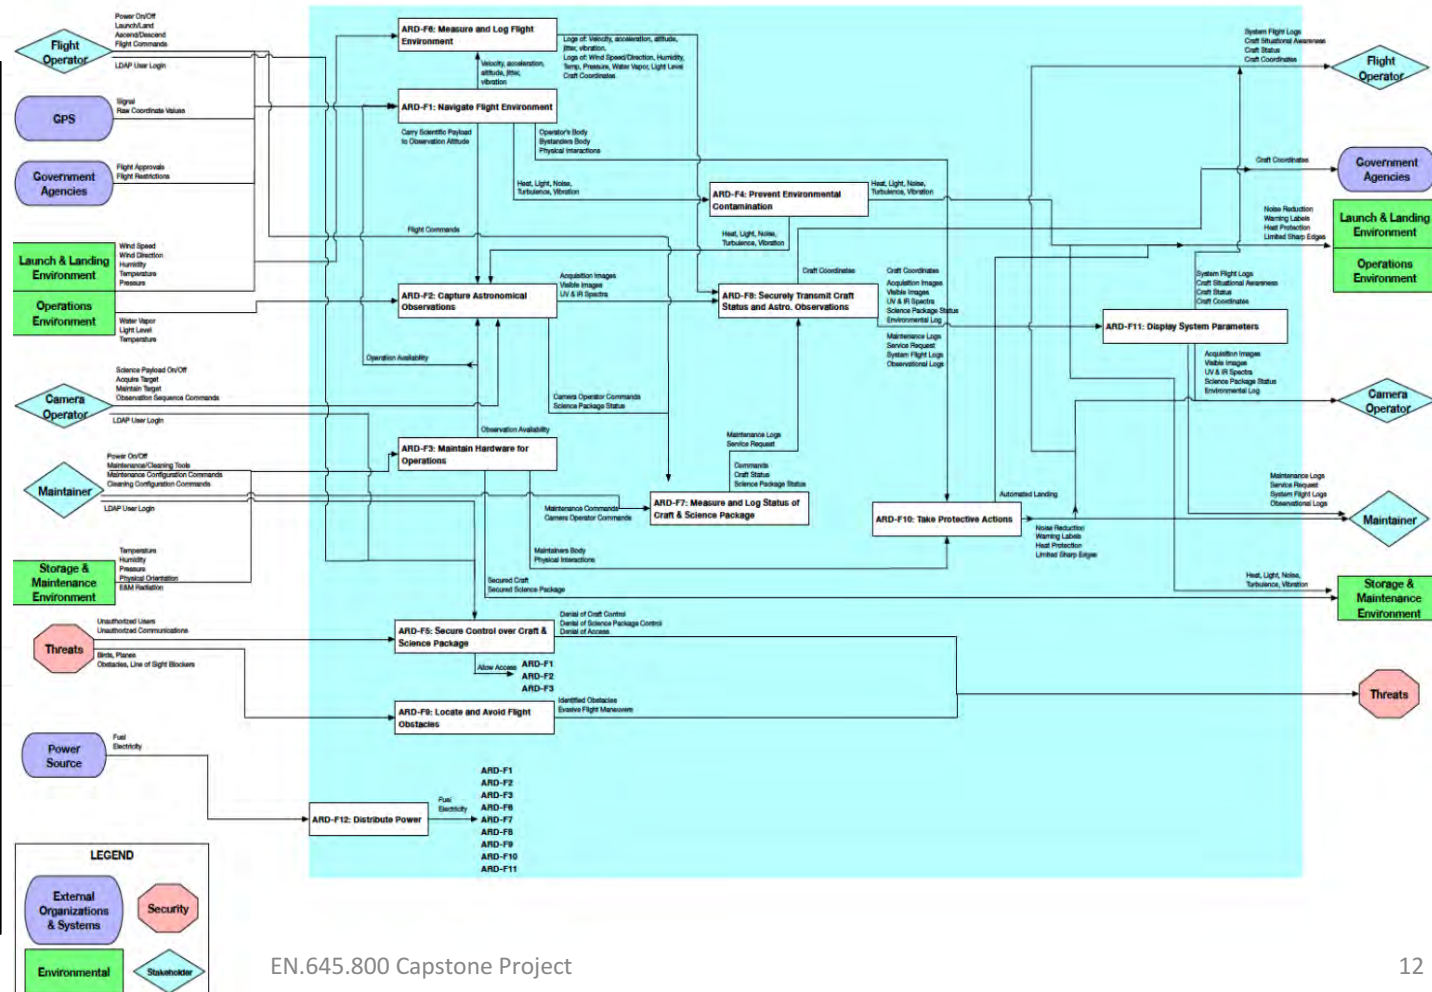 Power On/Off
Launch/Land
Ascend/Descend
Flight Commands
Flight
Operator
LDAP User Login
GPS
Signal
Raw Coordinate Values
Government
Agencies
Flight Approvals
Flight Restrictions
Launch & Landing
Environment
Wind Speed
Wind Direction
Humidity
Temperature
Pressure
Operations
Environment
Water Vapor
Light Level
Temperature
Camera
Operator
Science Payload On/Off
Acquire Target
Maintain Target
Observation Sequence Commands
LDAP User Login
Maintainer
Power On/Off
Maintenance/Cleaning Tools
Maintenance Configuration Commands
Cleaning Configuration Commands
LDAP User Login
Storage &
Maintenance
Environment
Temperature
Humidity
Pressure
Physical Orientation
E&M Radiation
Threats
Unauthorized Users
Unauthorized Communications
Birds, Planes
Obstacles, Line of Sight Blockers
Power
Source
Fuel
Electricity
ARD-F6: Measure and Log Flight
Environment
Logs of: Velocity, acceleration, altitude,
jitter, vibration.
Logs of: Wind Speed/Direction, Humidity,
Temp, Pressure, Water Vapor, Light Level
Craft Coordinates.
Velocity, acceleration,
altitude, jitter,
vibration
ARD-F1: Navigate Flight Environment
Carry Scientific Payload
to Observation Altitude
Operator's Body
Bystanders Body
Physical Interactions
Heat, Light, Noise,
Turbulence, Vibration
ARD-F4: Prevent Environmental
Contamination
Heat, Light, Noise,
Turbulence, Vibration
Heat, Light, Noise,
Turbulence, Vibration
Flight Commands
ARD-F2: Capture Astronomical
Observations
Acquisition Images
Visible Images
UV & IR Spectra
Craft Coordinates
ARD-F8: Securely Transmit Craft
Status and Astro. Observations
Craft Coordinates
Acquisition Images
Visible Images
UV & IR Spectra
Science Package Status
Environmental Log
Maintenance Logs
Service Request
System Flight Logs
Observational Logs
Operation Availability
Camera Operator Commands
Science Package Status
Observation Availability
ARD-F3: Maintain Hardware for
Operations
Maintenance Logs
Service Request
Commands
Craft Status
Science Package Status
ARD-F7: Measure and Log Status of
Craft & Science Package
Maintenance Commands
Camera Operator Commands
Maintainers Body
Physical Interactions
Secured Craft
Secured Science Package
ARD-F10: Take Protective Actions
Automated Landing
Noise Reduction
Warning Labels
Heat Protection
Limited Sharp Edges
ARD-F11: Display System Parameters
System Flight Logs
Craft Situational Awareness
Craft Status
Craft Coordinates
Acquisition Images
Visible Images
UV & IR Spectra
Science Package Status
Environmental Log
ARD-F5: Secure Control over Craft &
Science Package
Denial of Craft Control
Denial of Science Package Control
Denial of Access
Allow Access
ARD-F1
ARD-F2
ARD-F3
ARD-F9: Locate and Avoid Flight
Obstacles
Identified Obstacles
Evasive Flight Maneuvers
ARD-F12: Distribute Power
Fuel
Electricity
ARD-F1
ARD-F2
ARD-F3
ARD-F6
ARD-F7
ARD-F8
ARD-F9
ARD-F10
ARD-F11
System Flight Logs
Craft Situational Awareness
Craft Status
Craft Coordinates
Flight
Operator
Craft Coordinates
Government
Agencies
Noise Reduction
Warning Labels
Heat Protection
Limited Sharp Edges
Launch & Landing
Environment
Operations
Environment
Camera
Operator
Maintenance Logs
Service Request
System Flight Logs
Observational Logs
Maintainer
Heat, Light, Noise,
Turbulence, Vibration
Storage &
Maintenance
Environment
Threats
LEGEND
External
Organizations
& Systems
Security
Environmental
Stakeholder
EN.645.800 Capstone Project
12